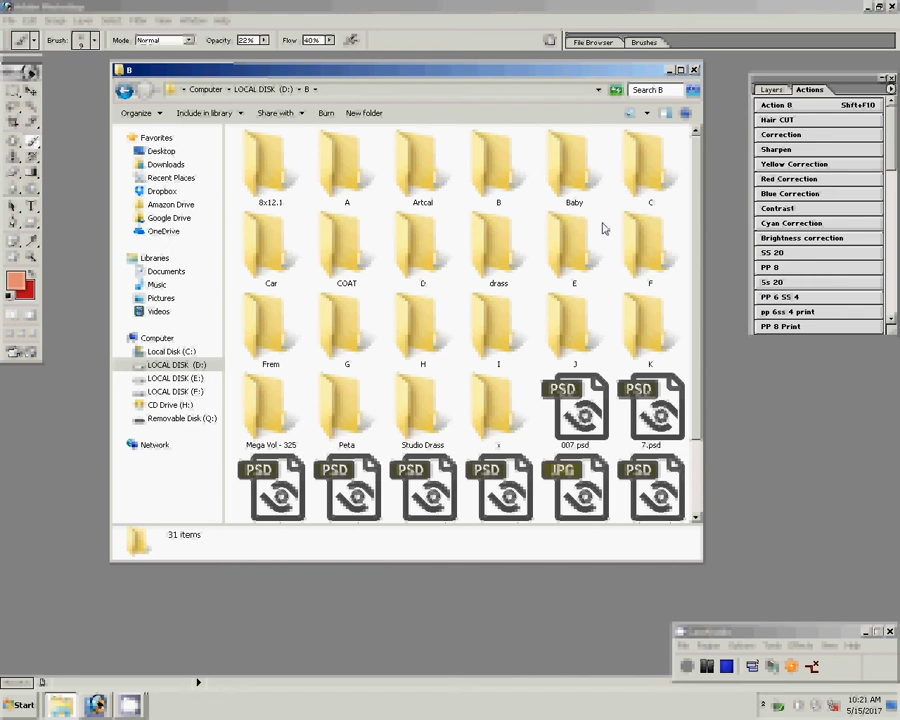 Brush: 9 Mode: Normal Opacity: 22% Flow: 40% File Browser Brushes
B
Computer LOCAL DISK (D:) B Search B
Organize Include in library Share with Burn New folder
Favorites
Desktop
Downloads
Recent Places
Dropbox
Amazon Drive
Google Drive
OneDrive
Libraries
Documents
Music
Pictures
Videos
Computer
Local Disk (C:)
LOCAL DISK (D:)
LOCAL DISK (E:)
LOCAL DISK (F:)
CD Drive (H:)
Removable Disk (Q:)
Network
8x12.1 A Artcal B Baby C
Car COAT D drass E F
Frem G H I J K
PSD PSD
Mega Vol - 325 Peta Studio Drass x 007.psd 7.psd
PSD PSD PSD PSD JPG PSD
31 items
Layers Actions
Action 8 Shft+F10
Hair CUT
Correction
Sharpen
Yellow Correction
Red Correction
Blue Correction
Contrast
Cyan Correction
Brightness correction
SS 20
PP 8
Ss 20
PP 6 SS 4
pp 6ss 4 print
PP 8 Print
Start
10:21 AM
5/15/2017